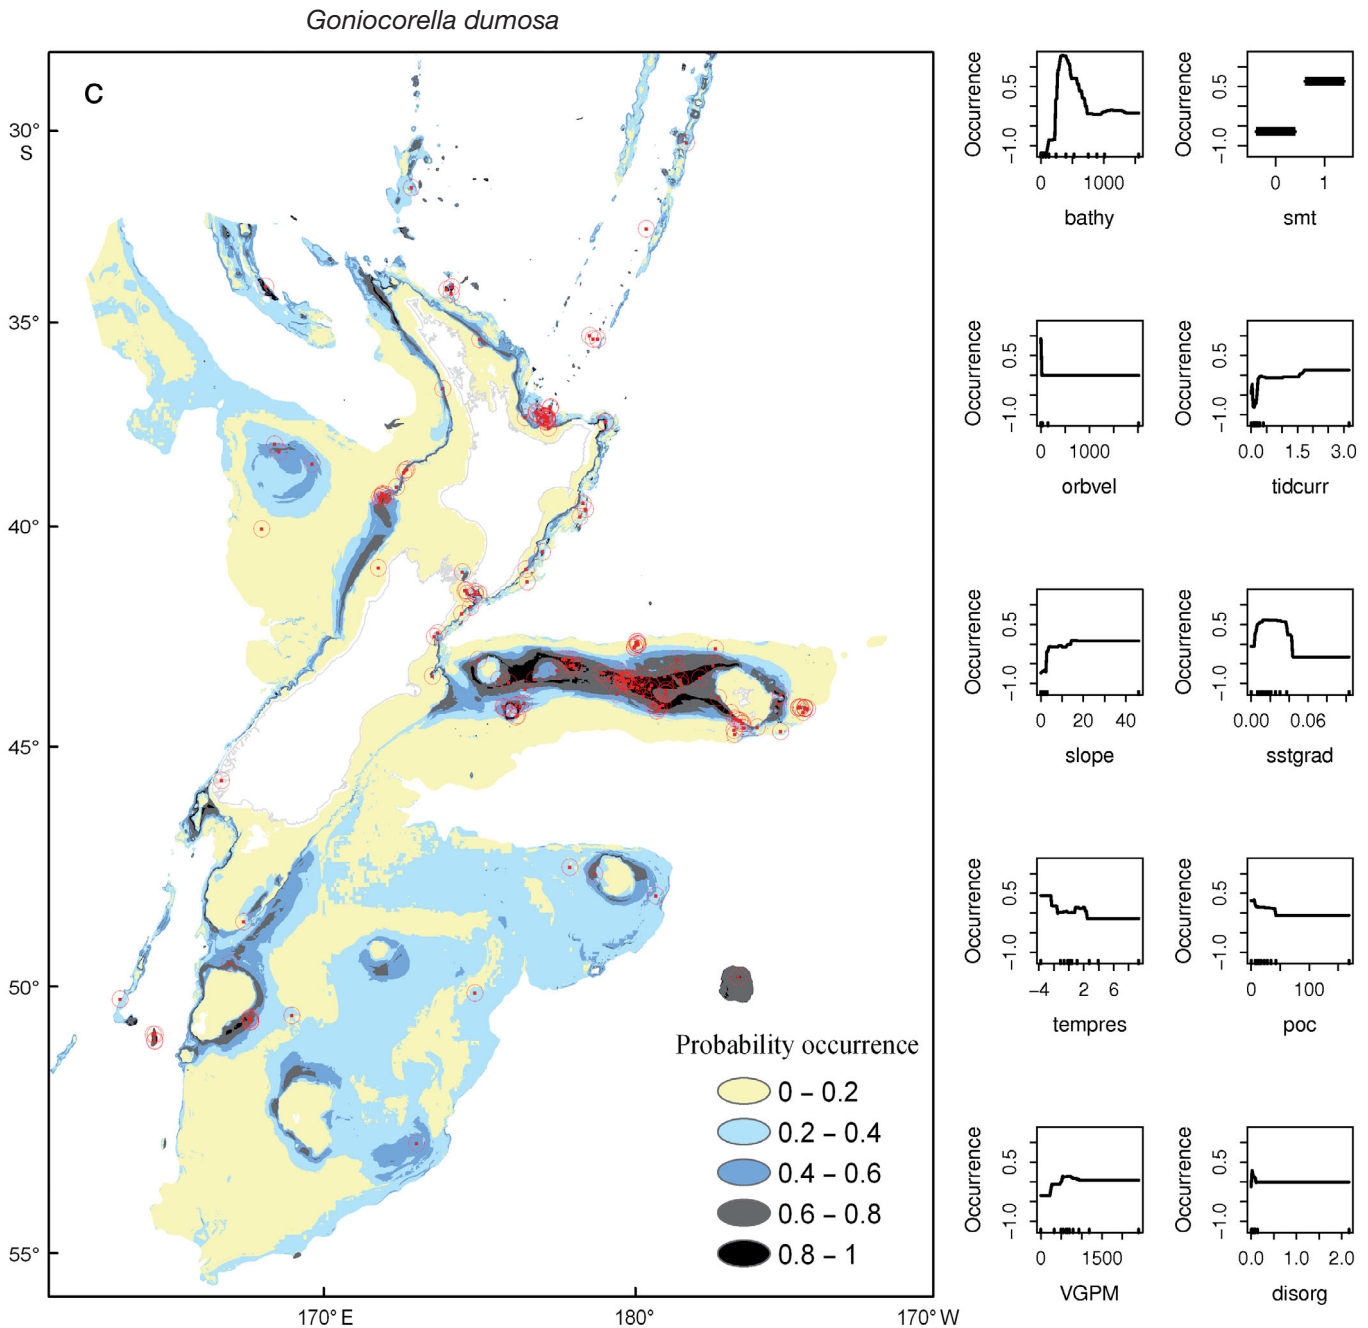 Goniocorella dumosa
C
30°
S
35°
40°
45°
50°
55°
170° E
180°
170° W
Probability occurrence
0 – 0.2
0.2 – 0.4
0.4 – 0.6
0.6 – 0.8
0.8 – 1
Occurrence
−1.0 0.5
0 1000
bathy
Occurrence
−1.0 0.5
0 1
smt
Occurrence
−1.0 0.5
0 1000
orbvel
Occurrence
−1.0 0.5
0.0 1.5 3.0
tidcurr
Occurrence
−1.0 0.5
0 20 40
slope
Occurrence
−1.0 0.5
0.00 0.06
sstgrad
Occurrence
−1.0 0.5
−4 2 6
tempres
Occurrence
−1.0 0.5
0 100
poc
Occurrence
−1.0 0.5
0 1500
VGPM
Occurrence
−1.0 0.5
0.0 1.0 2.0
disorg